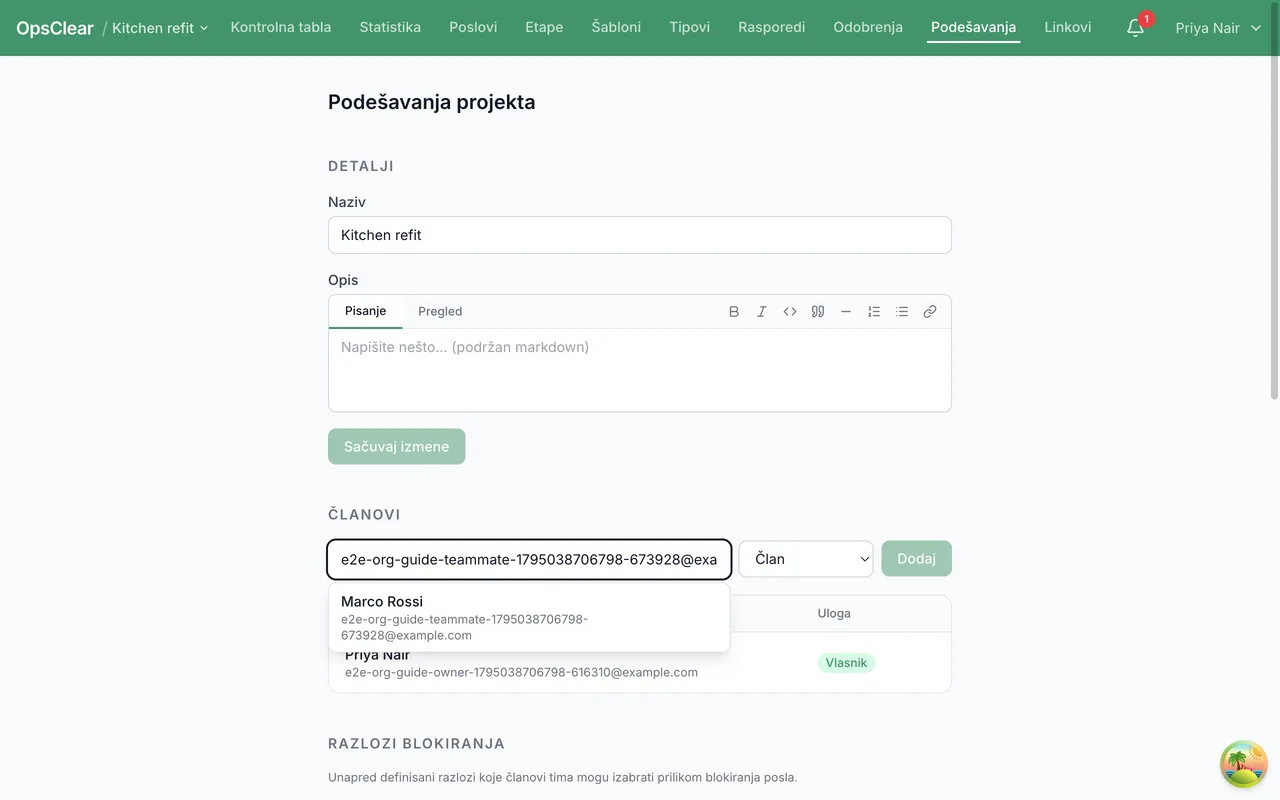 OpsClear / Kitchen refit Kontrolna tabla Statistika Poslovi Etape Šabloni Tipovi Rasporedi Odobrenja Podešavanja Linkovi 1 Priya Nair
Podešavanja projekta
DETALJI
Naziv
Kitchen refit
Opis
Pisanje Pregled
Napišite nešto... (podržan markdown)
Sačuvaj izmene
ČLANOVI
e2e-org-guide-teammate-1795038706798-673928@exa Član Dodaj
Marco Rossi
e2e-org-guide-teammate-1795038706798-
673928@example.com
Uloga
Priya Nair
e2e-org-guide-owner-1795038706798-616310@example.com
Vlasnik
RAZLOZI BLOKIRANJA
Unapred definisani razlozi koje članovi tima mogu izabrati prilikom blokiranja posla.